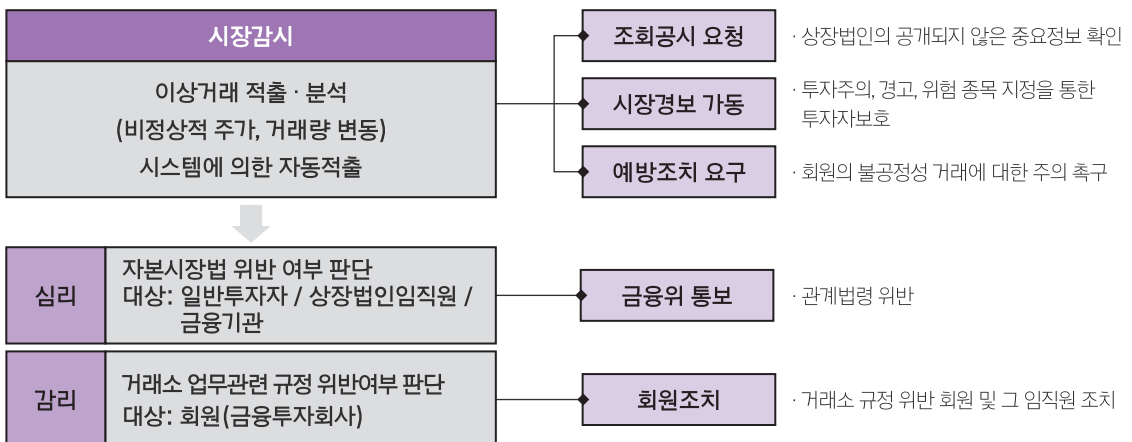 시장감시
이상거래 적출 · 분석
(비정상적 주가, 거래량 변동)
시스템에 의한 자동적출
조회공시 요청
· 상장법인의 공개되지 않은 중요정보 확인
시장경보 가동
· 투자주의, 경고, 위험 종목 지정을 통한
투자자보호
예방조치 요구
· 회원의 불공정성 거래에 대한 주의 촉구
심리
자본시장법 위반 여부 판단
대상: 일반투자자 / 상장법인임직원 /
금융기관
금융위 통보
· 관계법령 위반
감리
거래소 업무관련 규정 위반여부 판단
대상: 회원(금융투자회사)
회원조치
· 거래소 규정 위반 회원 및 그 임직원 조치